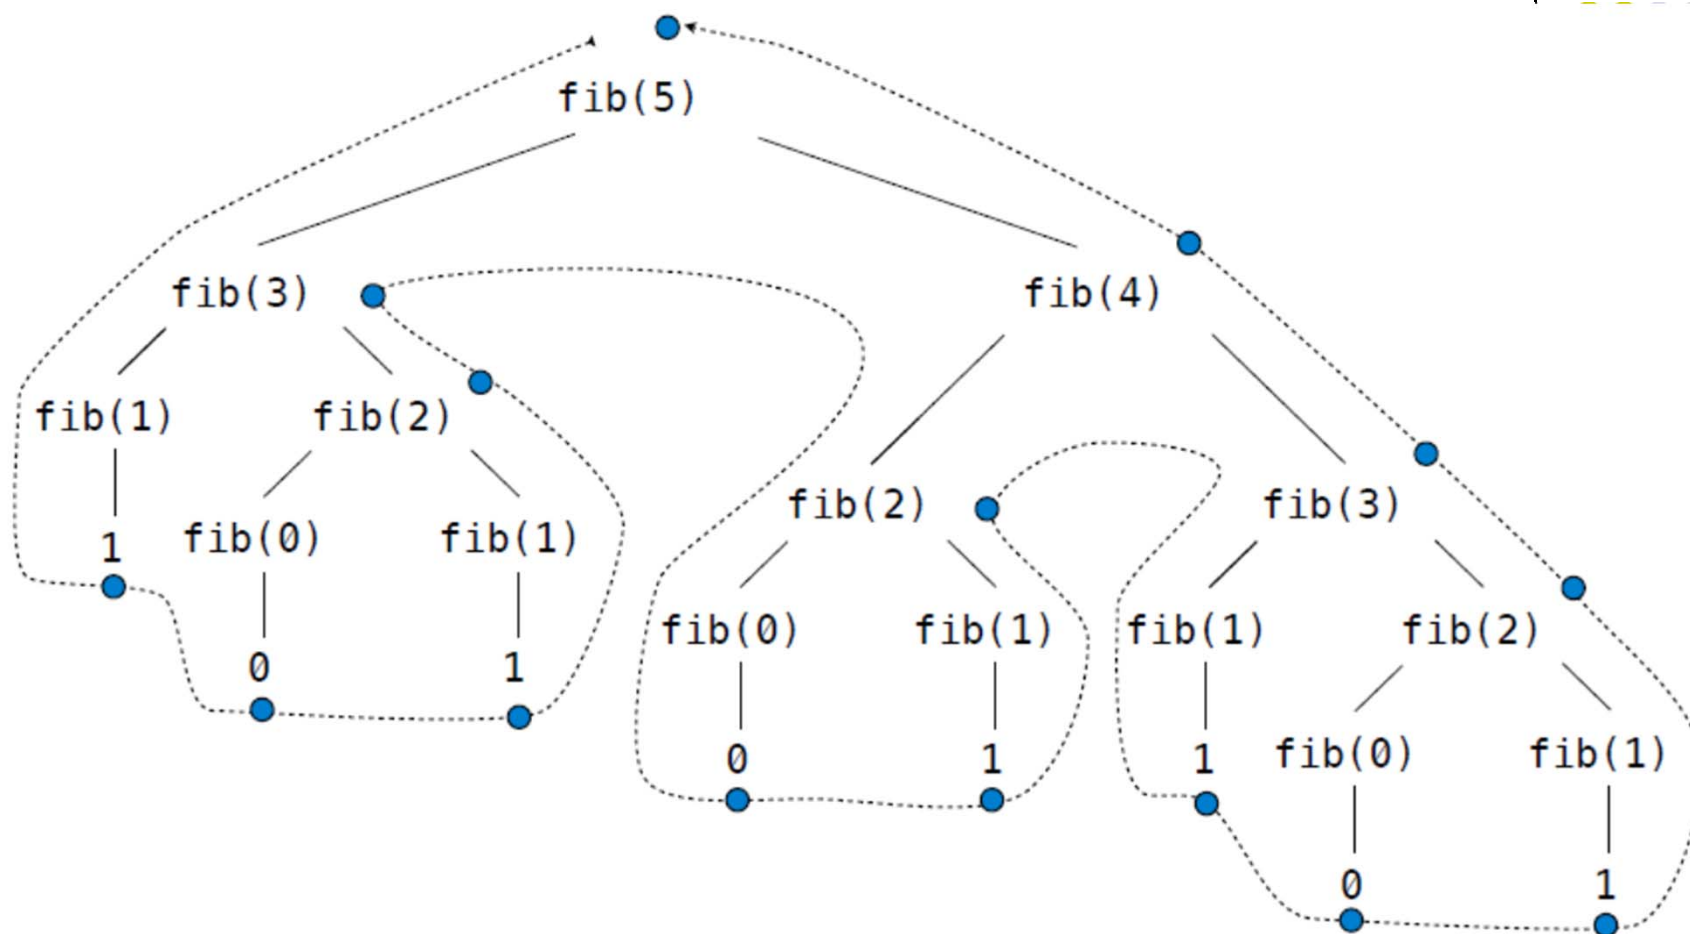 fib(5)
fib(3) fib(4)
fib(1) fib(2)
fib(2) fib(3)
1 fib(0) fib(1)
fib(0) fib(1) fib(1) fib(2)
0 1
0 1 1 fib(0) fib(1)
0 1